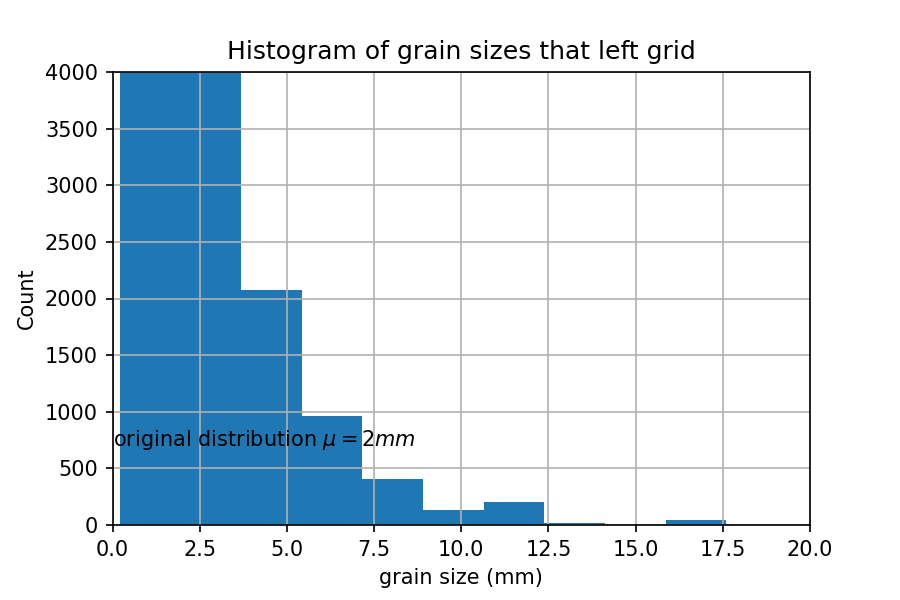 Histogram of grain sizes that left grid
4000
3500
3000
2500
2000
1500
1000
500
0
Count
original distribution μ = 2mm
0.0 2.5 5.0 7.5 10.0 12.5 15.0 17.5 20.0
grain size (mm)